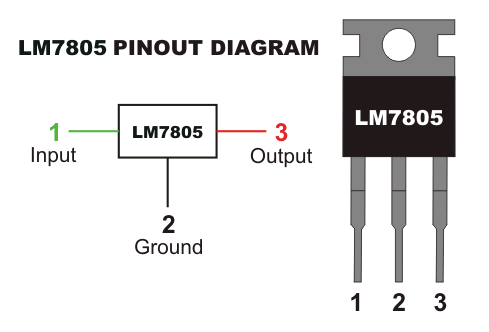 LM7805 PINOUT DIAGRAM
1
Input
LM7805
3
Output
2
Ground
LM7805
1 2 3